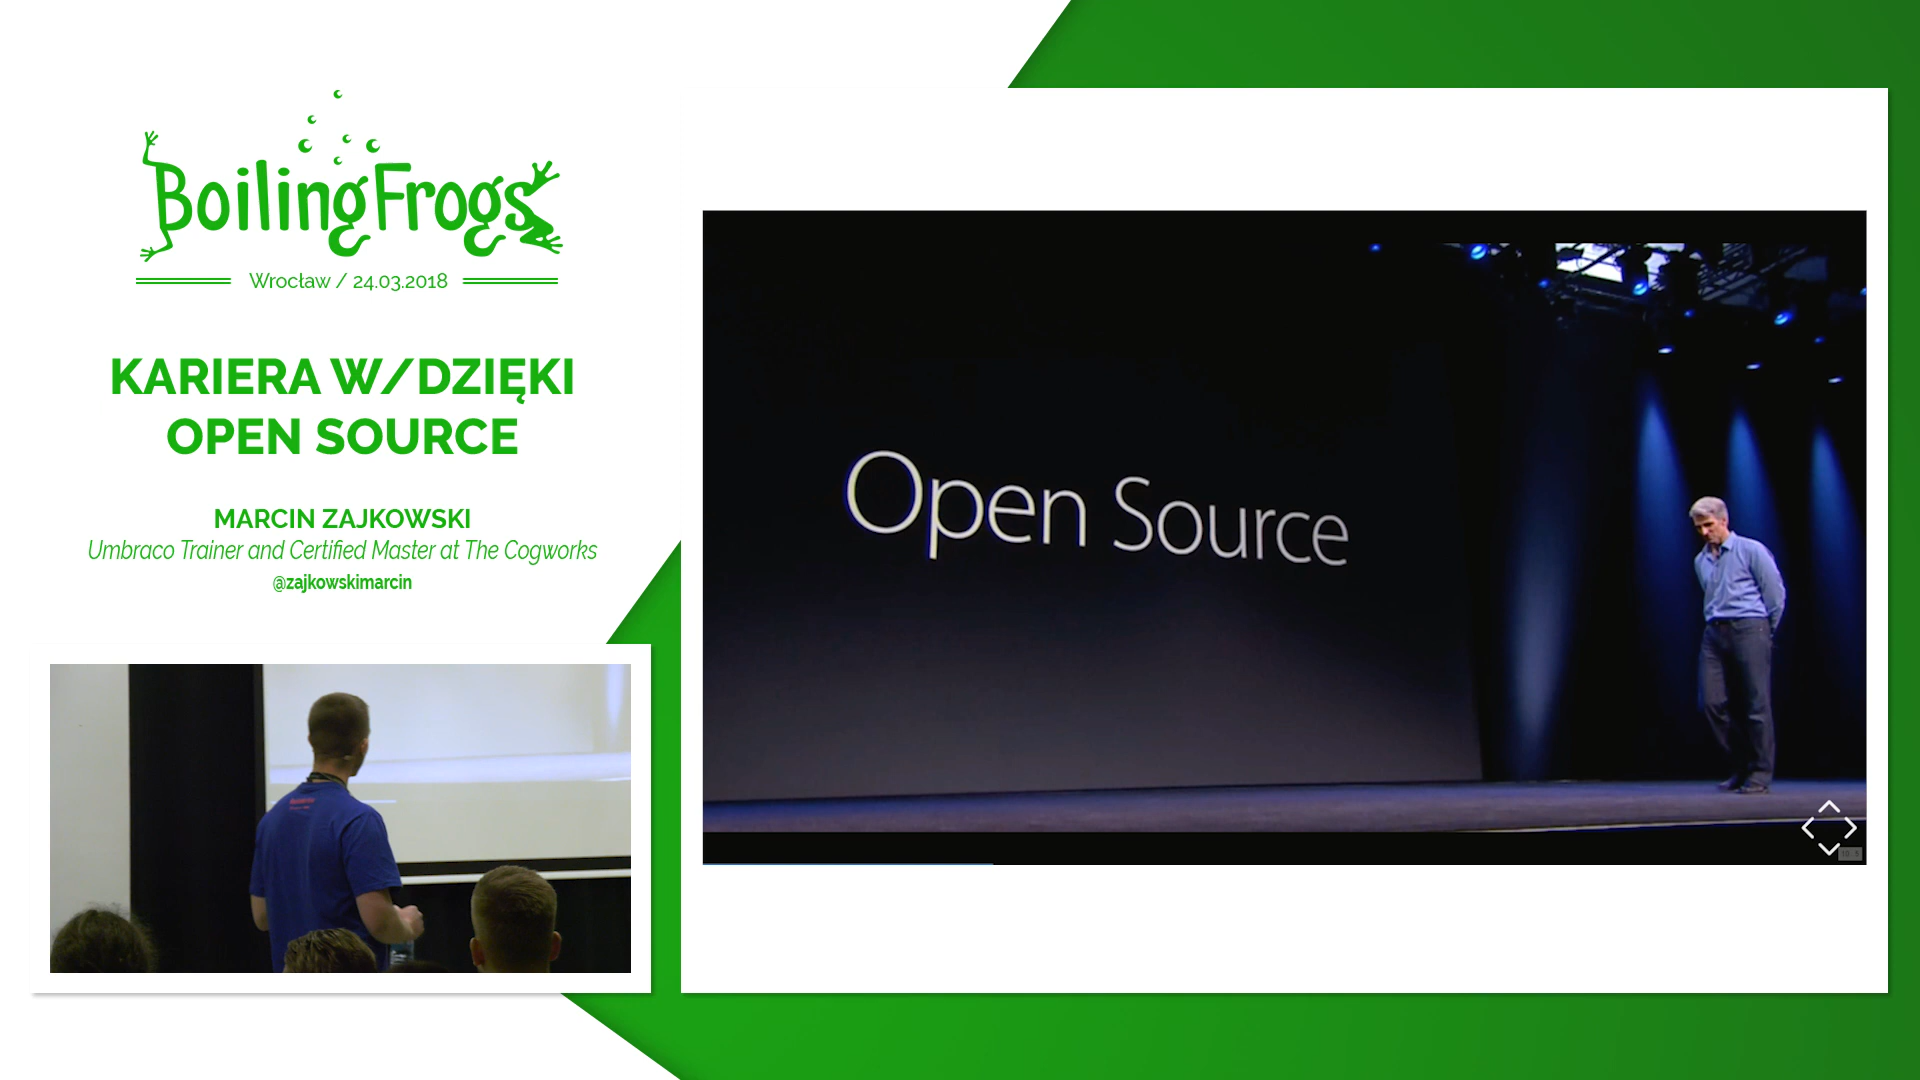 BoilingFrogs
Wrocław / 24.03.2018
KARIERA W/DZIĘKI
OPEN SOURCE
MARCIN ZAJKOWSKI
Umbraco Trainer and Certified Master at The Cogworks
@zajkowskimarcin
Open Source